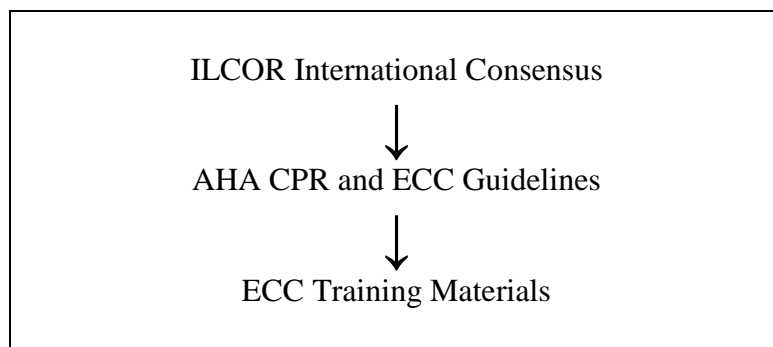 ILCOR International Consensus
AHA CPR and ECC Guidelines
ECC Training Materials